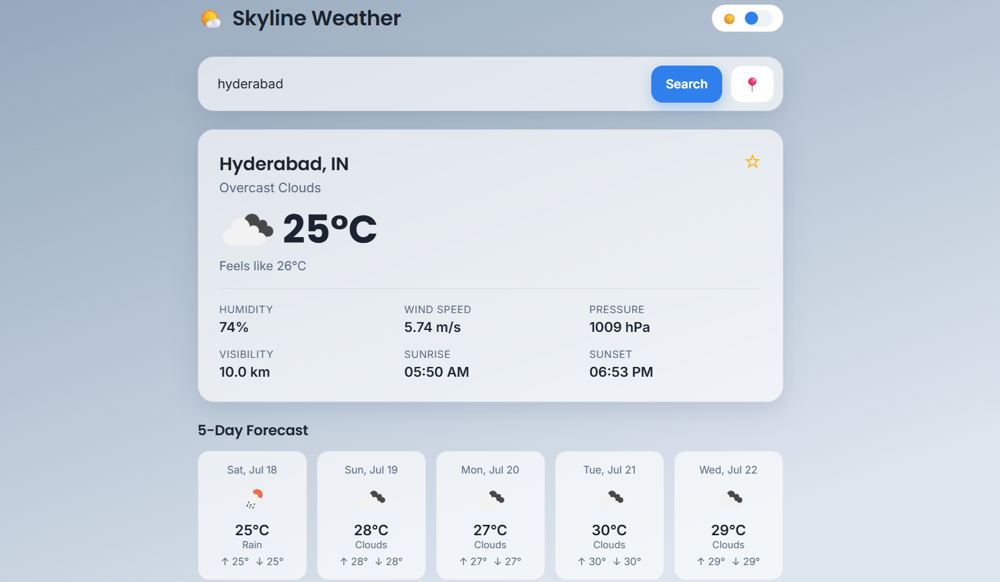 Skyline Weather
hyderabad
Search
Hyderabad, IN
Overcast Clouds
25°C
Feels like 26°C
HUMIDITY WIND SPEED PRESSURE
74% 5.74 m/s 1009 hPa
VISIBILITY SUNRISE SUNSET
10.0 km 05:50 AM 06:53 PM
5-Day Forecast
Sat, Jul 18 Sun, Jul 19 Mon, Jul 20 Tue, Jul 21 Wed, Jul 22
25°C 28°C 27°C 30°C 29°C
Rain Clouds Clouds Clouds Clouds
↑ 25° ↓ 25° ↑ 28° ↓ 28° ↑ 27° ↓ 27° ↑ 30° ↓ 30° ↑ 29° ↓ 29°